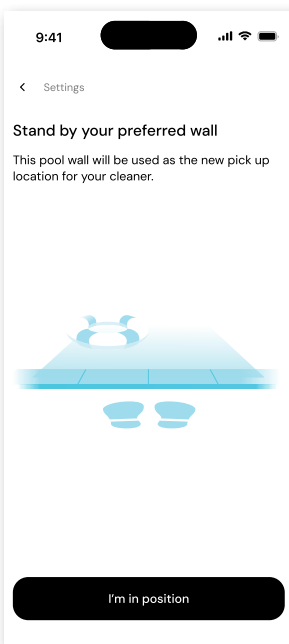 9:41
Settings
Stand by your preferred wall
This pool wall will be used as the new pick up
location for your cleaner.
I'm in position